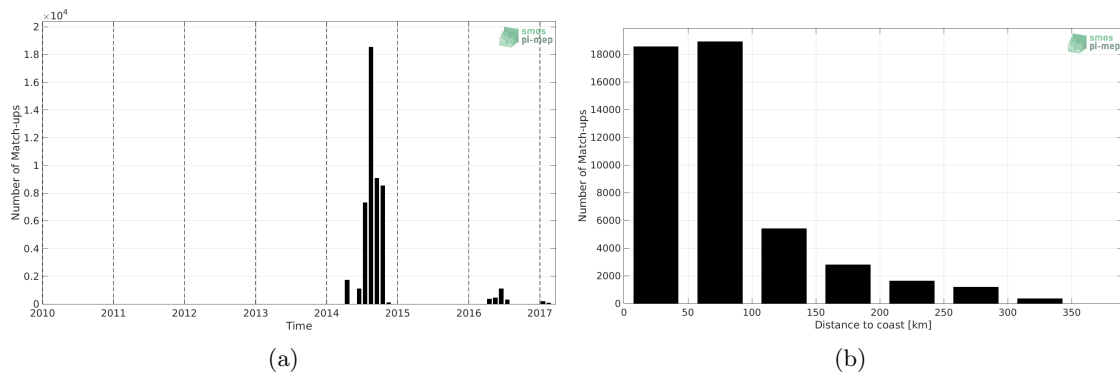 ×10⁴
2
1.8
1.6
1.4
1.2
1
0.8
0.6
0.4
0.2
0
Number of Match-ups
2010 2011 2012 2013 2014 2015 2016 2017
Time
smos
pi-mep
(a)
18000
16000
14000
12000
10000
8000
6000
4000
2000
0
Number of Match-ups
0 50 100 150 200 250 300 350
Distance to coast [km]
smos
pi-mep
(b)